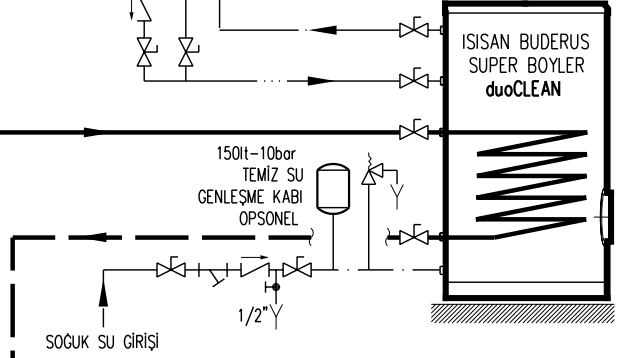 ISISAN BUDERUS
SUPER BOYLER
duoCLEAN
150lt-10bar
TEMİZ SU
GENLEŞME KABI
OPSONEL
1/2"
SOĞUK SU GİRİŞİ